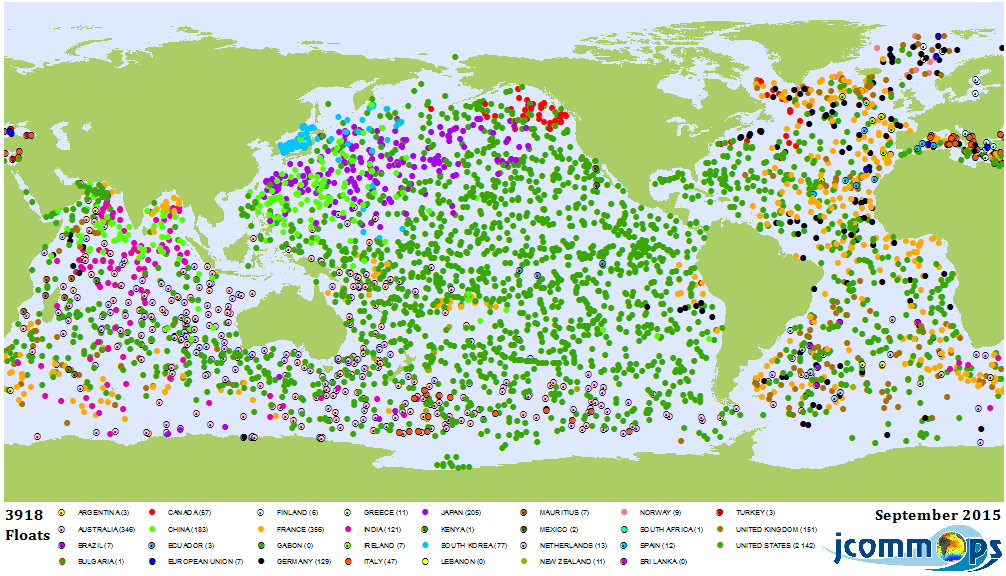 3918
Floats
ARGENTINA (3) CANADA (57) FINLAND (6) GREECE (11) JAPAN (205) MAURITIUS (7) NORWAY (9) TURKEY (3)
AUSTRALIA (346) CHINA (183) FRANCE (356) INDIA (121) KENYA (1) MEXICO (2) SOUTH AFRICA (1) UNITED KINGDOM (151)
BRAZIL (7) ECUADOR (3) GABON (0) IRELAND (7) SOUTH KOREA (77) NETHERLANDS (13) SPAIN (12) UNITED STATES (2 142)
BULGARIA (1) EUROPEAN UNION (7) GERMANY (129) ITALY (47) LEBANON (0) NEW ZEALAND (11) SRI LANKA (0)
September 2015
jcommops